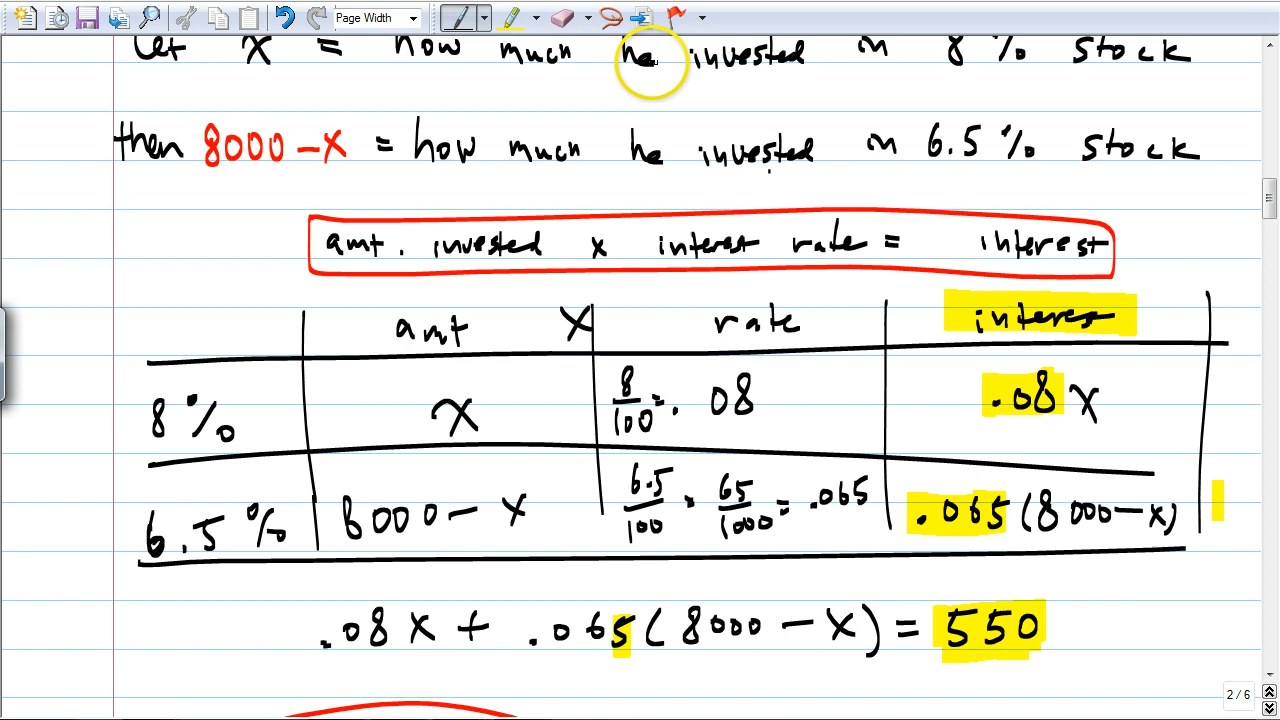 Page Width
Let X = how much he invested in 8 % stock
then 8000 - X = how much he invested in 6.5 % stock
amt. invested x interest rate = interest
amt X rate interest
8 % x 8/100 = .08 .08 x
6.5 % 8000 - x 6.5/100 = 65/1000 = .065 .065 (8000 - x)
.08 x + .065 (8000 - x) = 550
2 / 6